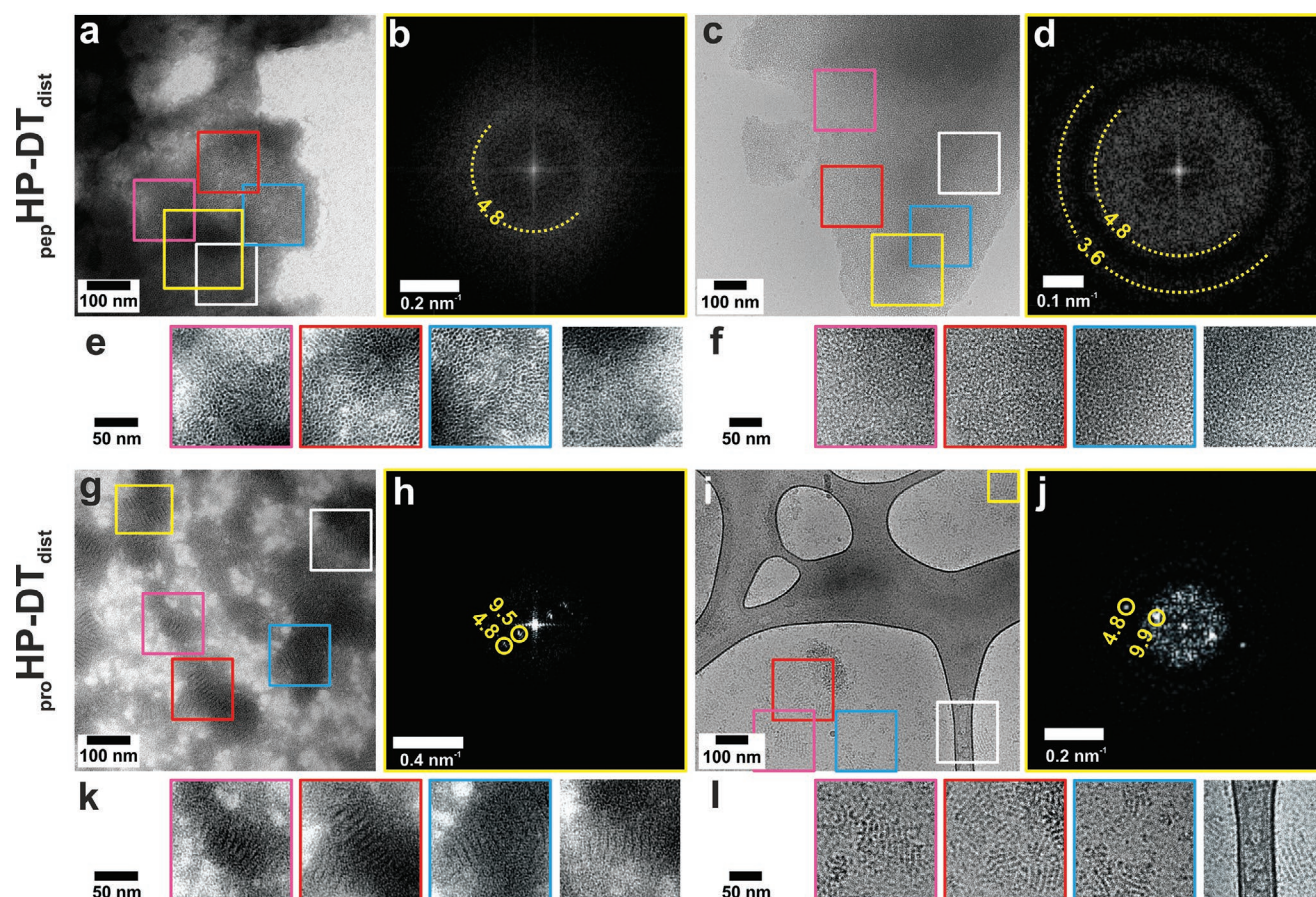 pepHP-DTdist
a
100 nm
b
4.8
0.2 nm⁻¹
c
100 nm
d
4.8
3.6
0.1 nm⁻¹
e
50 nm
f
50 nm
proHP-DTdist
g
100 nm
h
9.5
4.8
0.4 nm⁻¹
i
100 nm
j
4.8
9.9
0.2 nm⁻¹
k
50 nm
l
50 nm